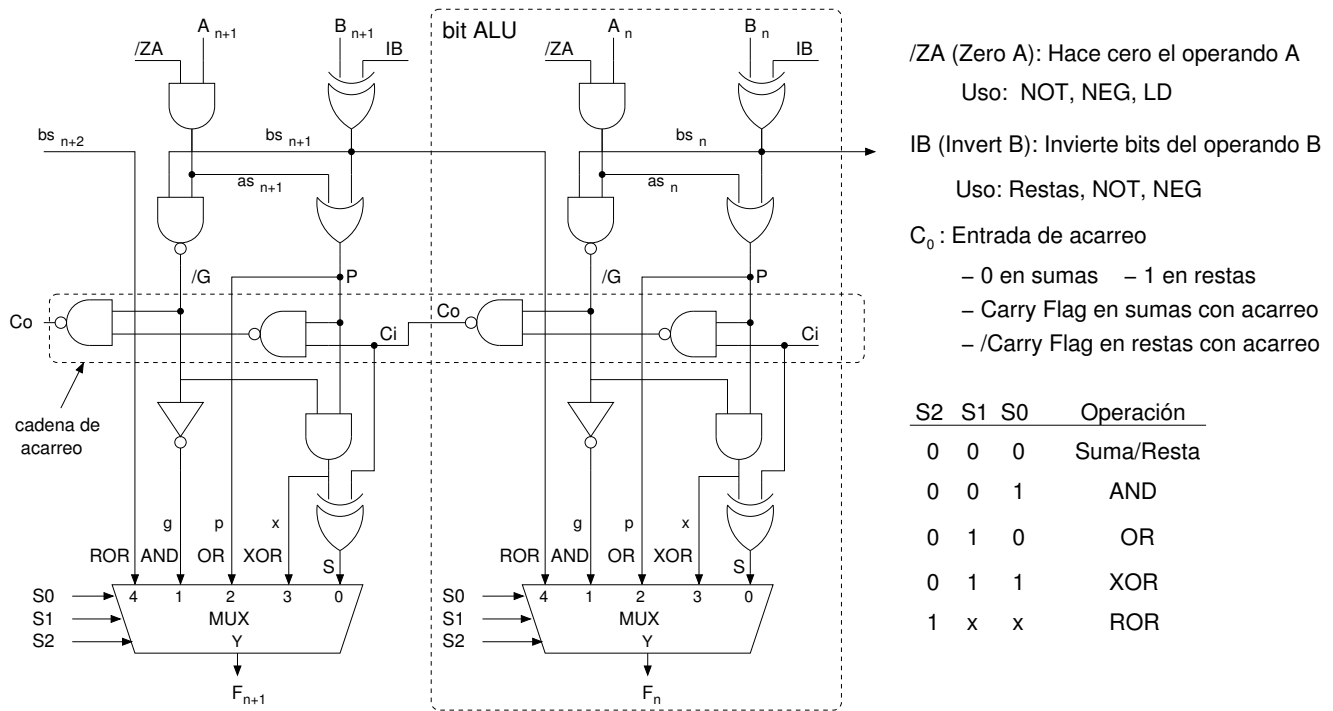 A n+1
B n+1
/ZA
IB
bs n+2
bs n+1
as n+1
/G
P
Co
Ci
cadena de
acarreo
g
p
x
ROR
AND
OR
XOR
S
4
1
2
3
0
S0
S1
S2
MUX
Y
F n+1
bit ALU
A n
B n
/ZA
IB
bs n
as n
/G
P
Co
Ci
g
p
x
ROR
AND
OR
XOR
S
4
1
2
3
0
S0
S1
S2
MUX
Y
F n
/ZA (Zero A): Hace cero el operando A
Uso: NOT, NEG, LD
IB (Invert B): Invierte bits del operando B
Uso: Restas, NOT, NEG
C0 : Entrada de acarreo
– 0 en sumas – 1 en restas
– Carry Flag en sumas con acarreo
– /Carry Flag en restas con acarreo
S2 S1 S0 Operación
0 0 0 Suma/Resta
0 0 1 AND
0 1 0 OR
0 1 1 XOR
1 x x ROR